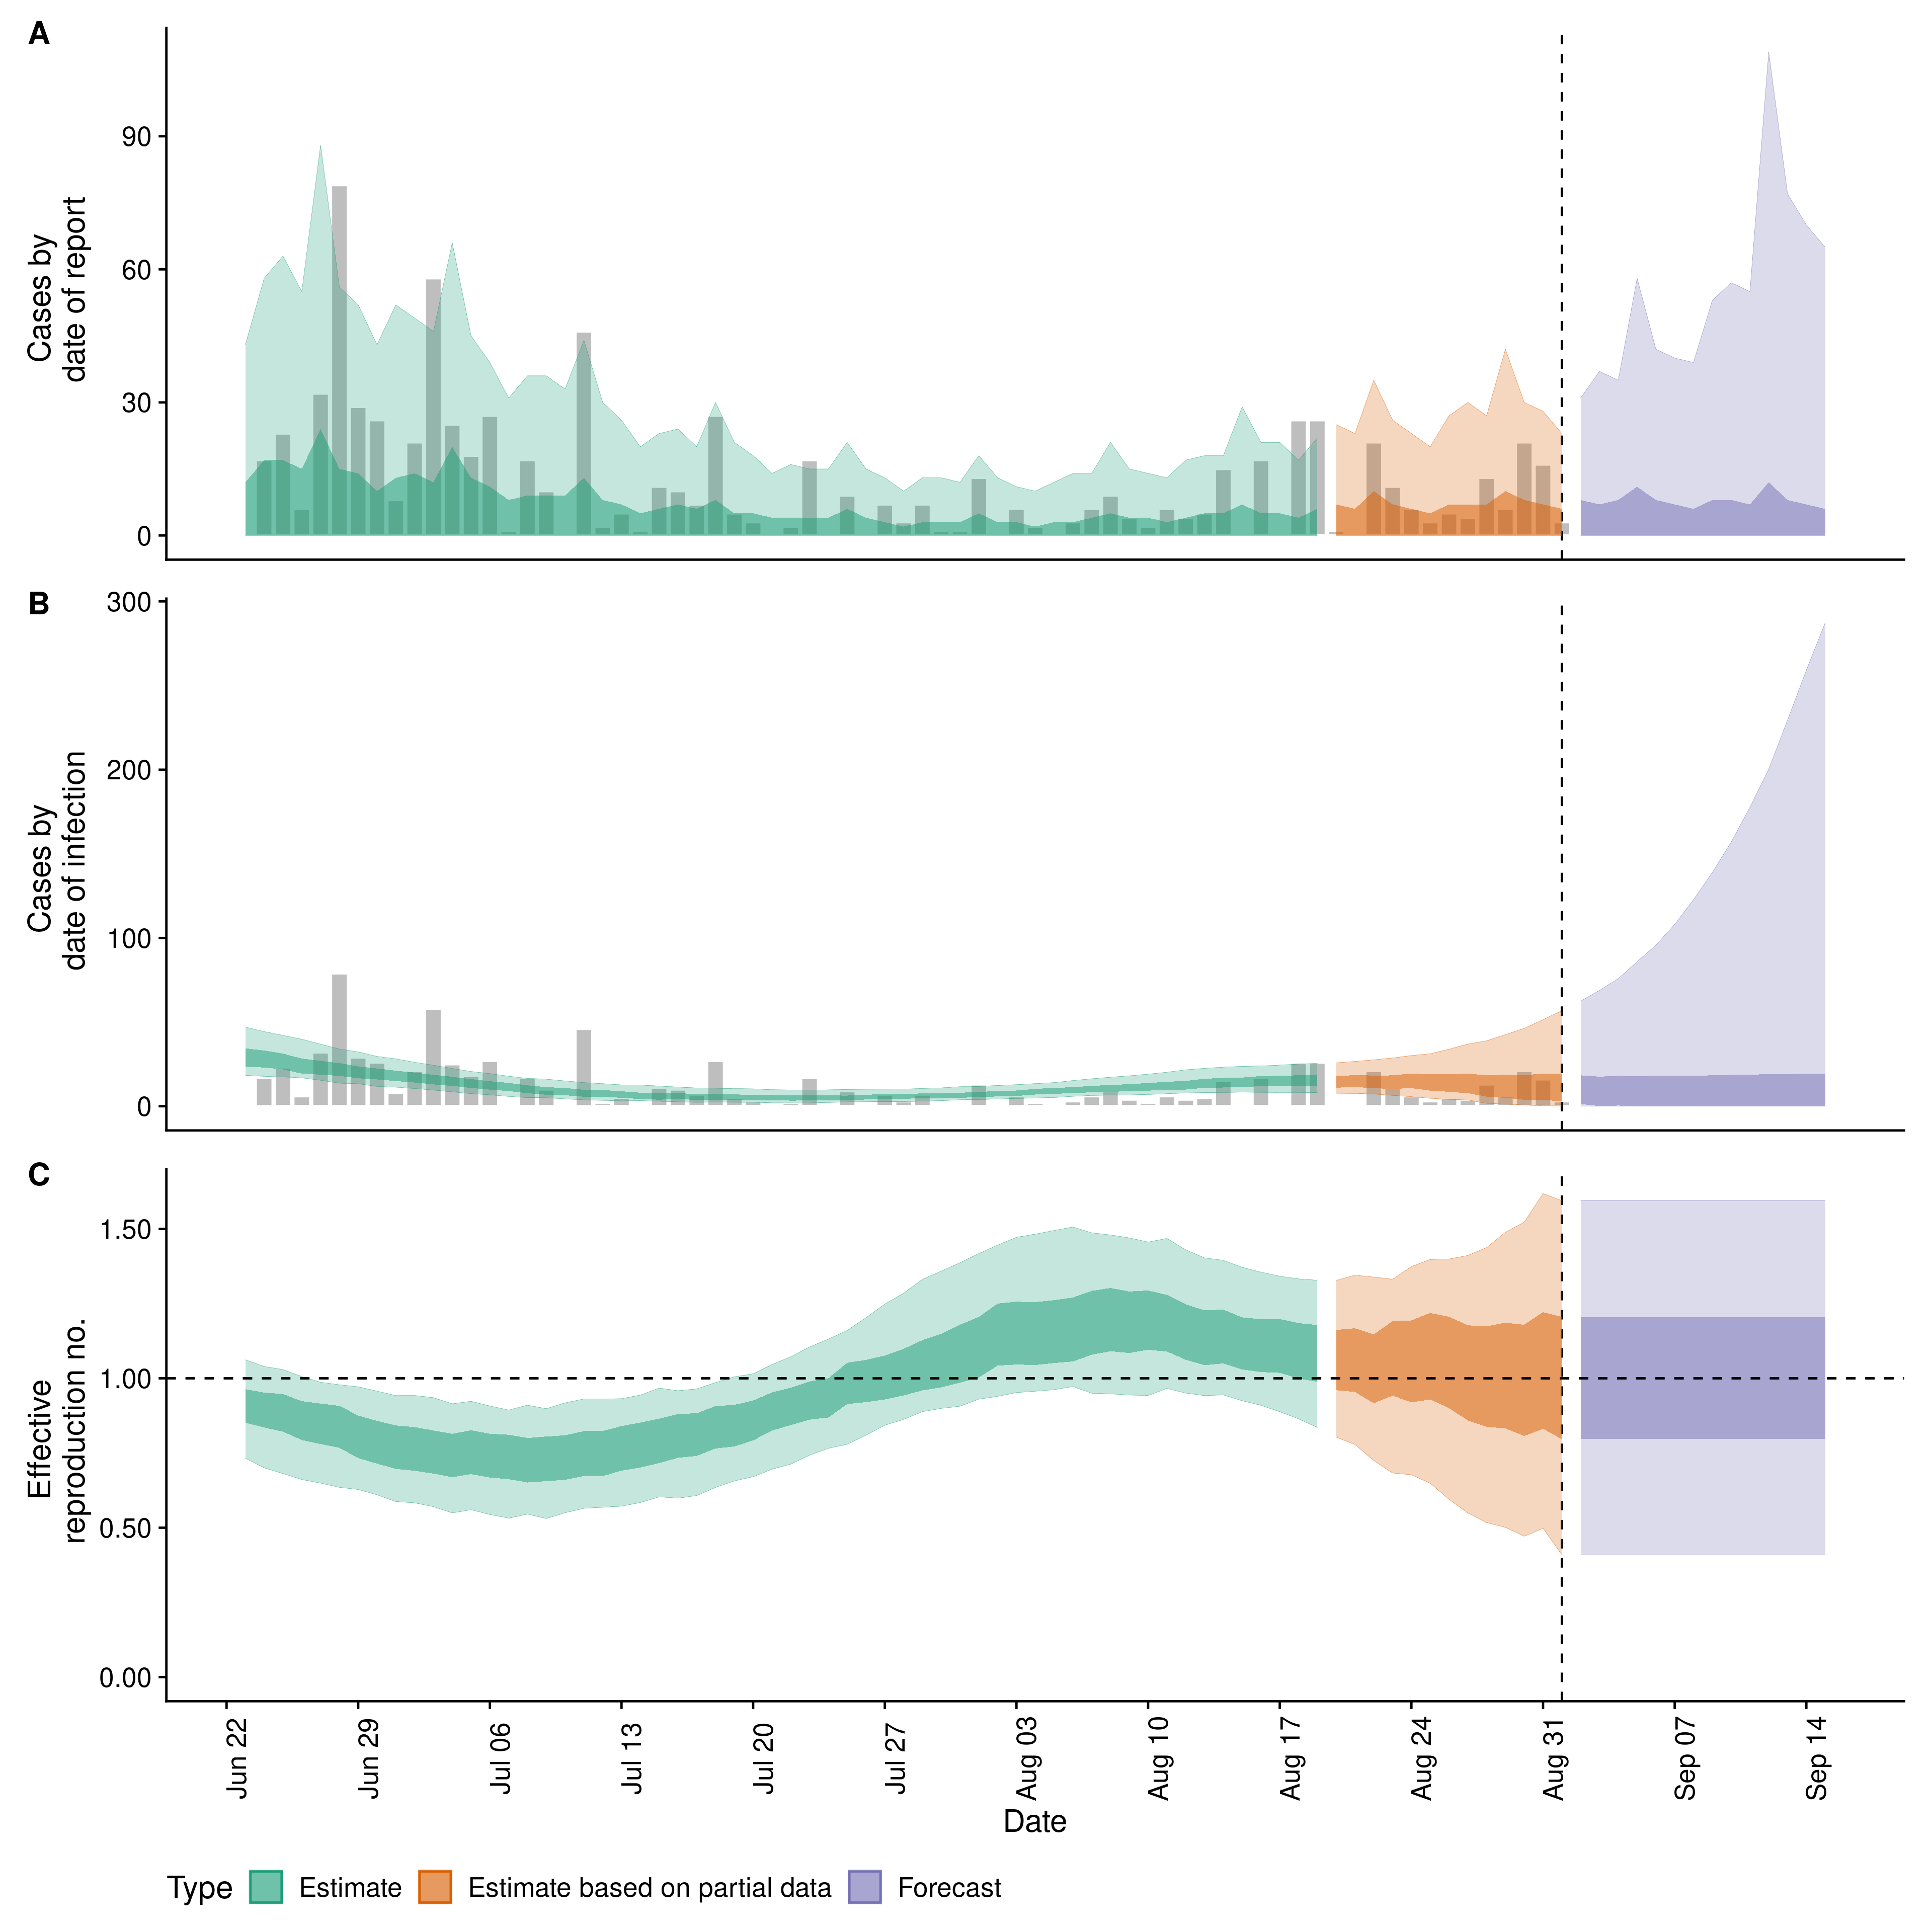 A
Cases by
date of report
90
60
30
0
B
Cases by
date of infection
300
200
100
0
C
Effective
reproduction no.
1.50
1.00
0.50
0.00
Jun 22
Jun 29
Jul 06
Jul 13
Jul 20
Jul 27
Aug 03
Aug 10
Aug 17
Aug 24
Aug 31
Sep 07
Sep 14
Date
Type Estimate Estimate based on partial data Forecast